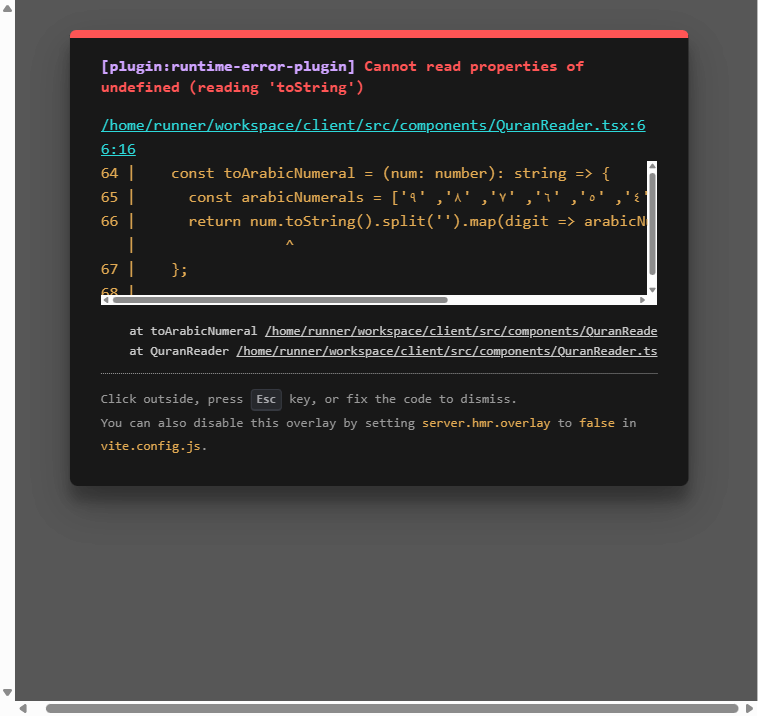 [plugin:runtime-error-plugin] Cannot read properties of
undefined (reading 'toString')
/home/runner/workspace/client/src/components/QuranReader.tsx:6
6:16
64 | const toArabicNumeral = (num: number): string => {
65 | const arabicNumerals = ['٩' ,'٨' ,'٧' ,'٦' ,'٥' ,'٤'
66 | return num.toString().split('').map(digit => arabicN
| ^
67 | };
68 |
at toArabicNumeral /home/runner/workspace/client/src/components/QuranReade
at QuranReader /home/runner/workspace/client/src/components/QuranReader.ts
Click outside, press Esc key, or fix the code to dismiss.
You can also disable this overlay by setting server.hmr.overlay to false in
vite.config.js.